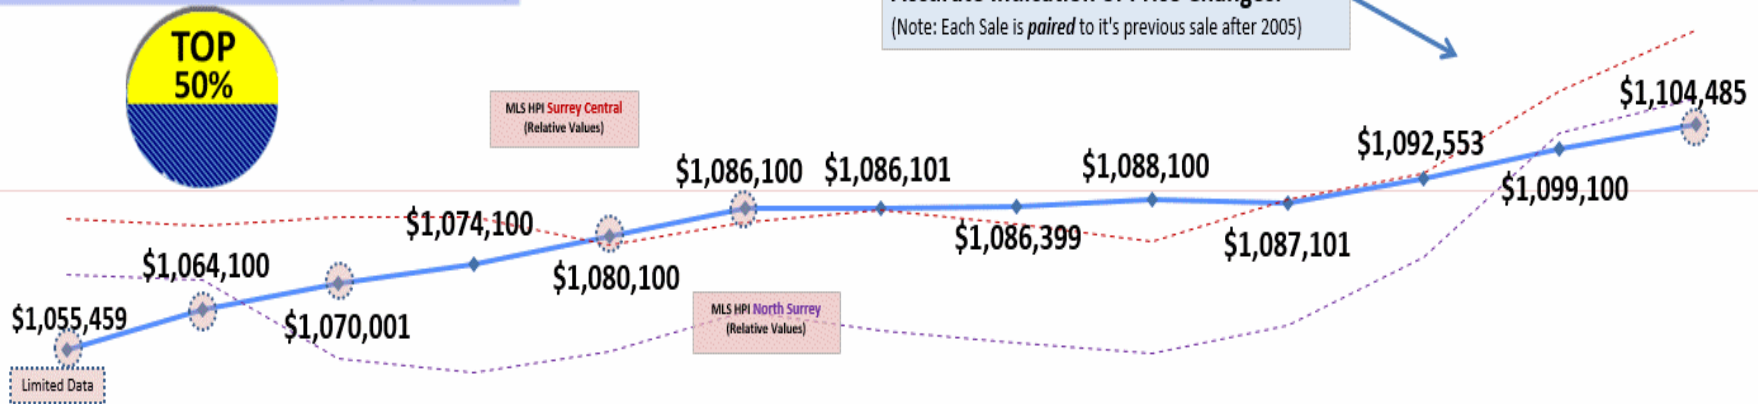 (Note: Each Sale is paired to it's previous sale after 2005)
TOP
50%
MLS HPI Surrey Central
(Relative Values)
$1,104,485
$1,092,553
$1,086,100
$1,086,101
$1,088,100
$1,099,100
$1,074,100
$1,086,399
$1,087,101
$1,064,100
$1,080,100
$1,055,459
$1,070,001
MLS HPI North Surrey
(Relative Values)
Limited Data